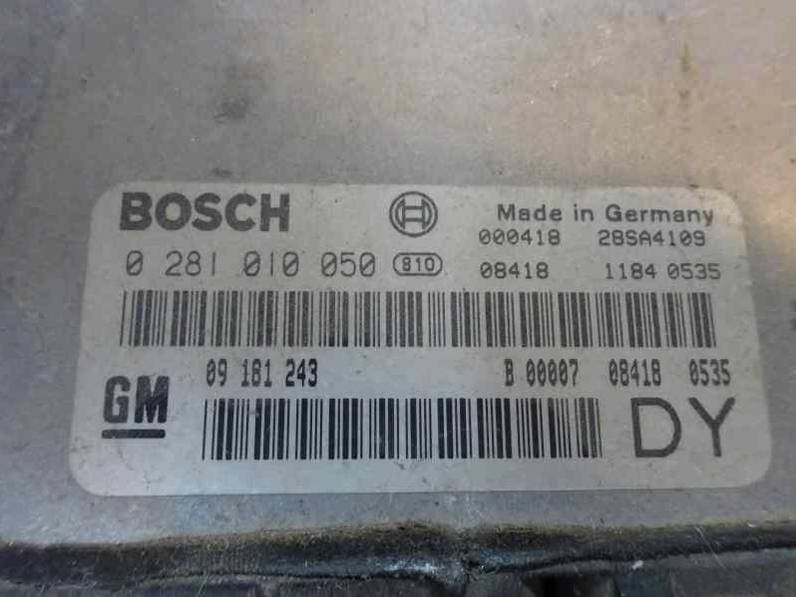 BOSCH Made in Germany
000418 28SA4109
0 281 010 050 S10 08418 1184 0535
GM 09 181 243 B 00007 08418 0535
DY